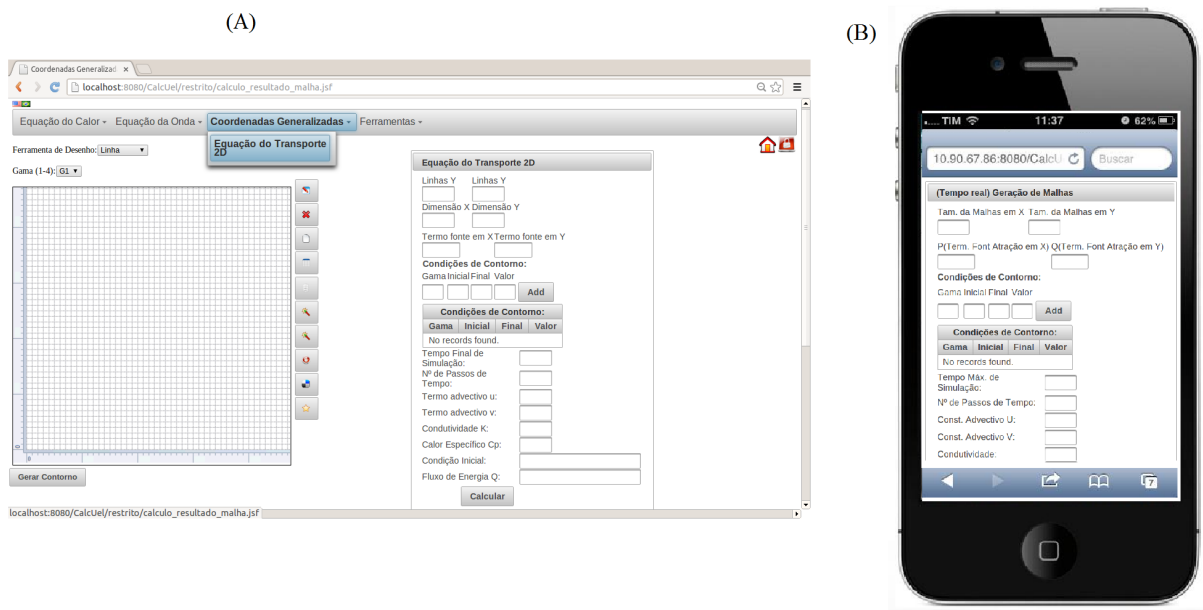 (A)
Coordenadas Generalizad
localhost:8080/CalcUel/restrito/calculo_resultado_malha.jsf
Equação do Calor Equação da Onda Coordenadas Generalizadas Ferramentas
Equação do Transporte
2D
Ferramenta de Desenho: Linha
Gama (1-4): G1
0
0
Gerar Contorno
localhost:8080/CalcUel/restrito/calculo_resultado_malha.jsf
Equação do Transporte 2D
Linhas Y Linhas Y
Dimensão X Dimensão Y
Termo fonte em X Termo fonte em Y
Condições de Contorno:
Gama Inicial Final Valor
Add
Condições de Contorno:
Gama Inicial Final Valor
No records found.
Tempo Final de
Simulação:
Nº de Passos de
Tempo:
Termo advectivo u:
Termo advectivo v:
Condutividade K:
Calor Específico Cp:
Condição Inicial:
Fluxo de Energia Q:
Calcular
(B)
TIM 11:37 62%
10.90.67.86:8080/CalcU Buscar
(Tempo real) Geração de Malhas
Tam. da Malhas em X Tam. da Malhas em Y
P(Term. Font Atração em X) Q(Term. Font Atração em Y)
Condições de Contorno:
Gama Inicial Final Valor
Add
Condições de Contorno:
Gama Inicial Final Valor
No records found.
Tempo Máx. de
Simulação:
Nº de Passos de Tempo:
Const. Advectivo U:
Const. Advectivo V:
Condutividade:
7